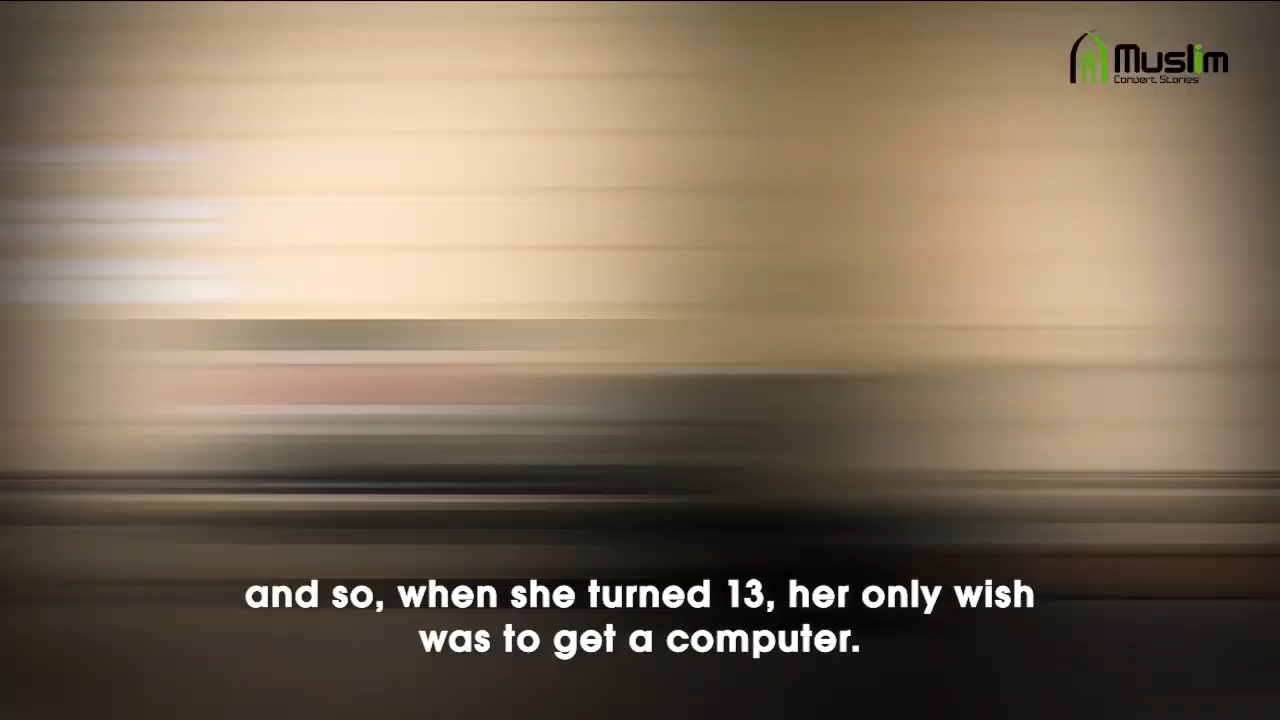 Muslim
Convert Stories
and so, when she turned 13, her only wish
was to get a computer.